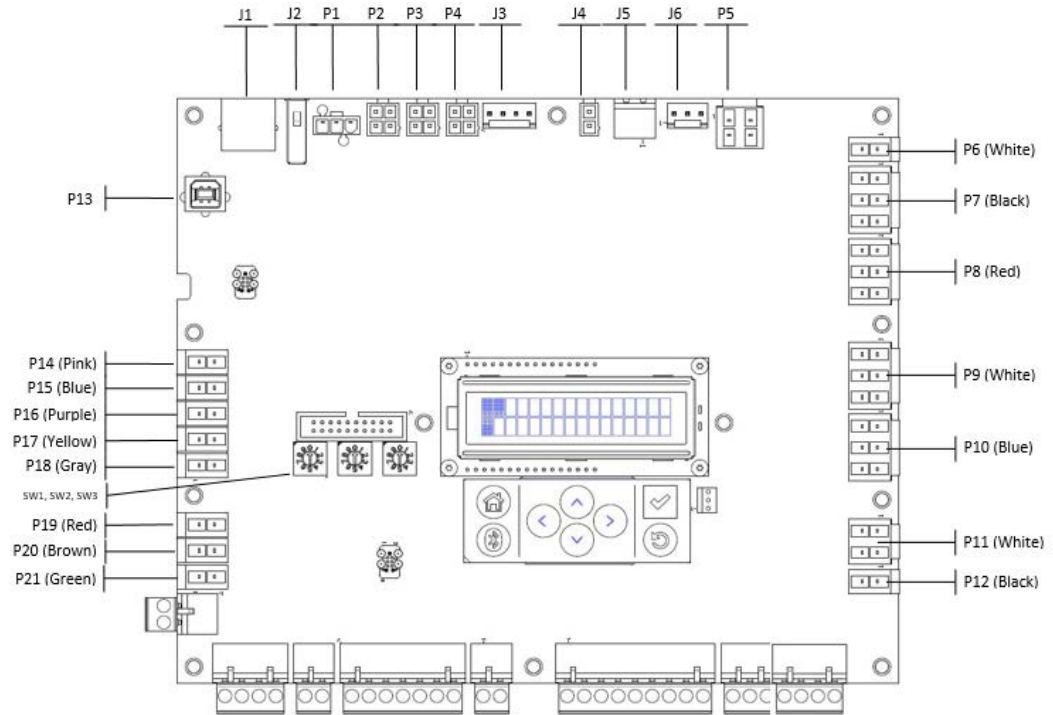 J1 J2 P1 P2 P3 P4 J3 J4 J5 J6 P5
P6 (White)
P13
P7 (Black)
P8 (Red)
P14 (Pink)
P9 (White)
P15 (Blue)
P16 (Purple)
P17 (Yellow)
P10 (Blue)
P18 (Gray)
SW1, SW2, SW3
P19 (Red)
P11 (White)
P20 (Brown)
P21 (Green)
P12 (Black)